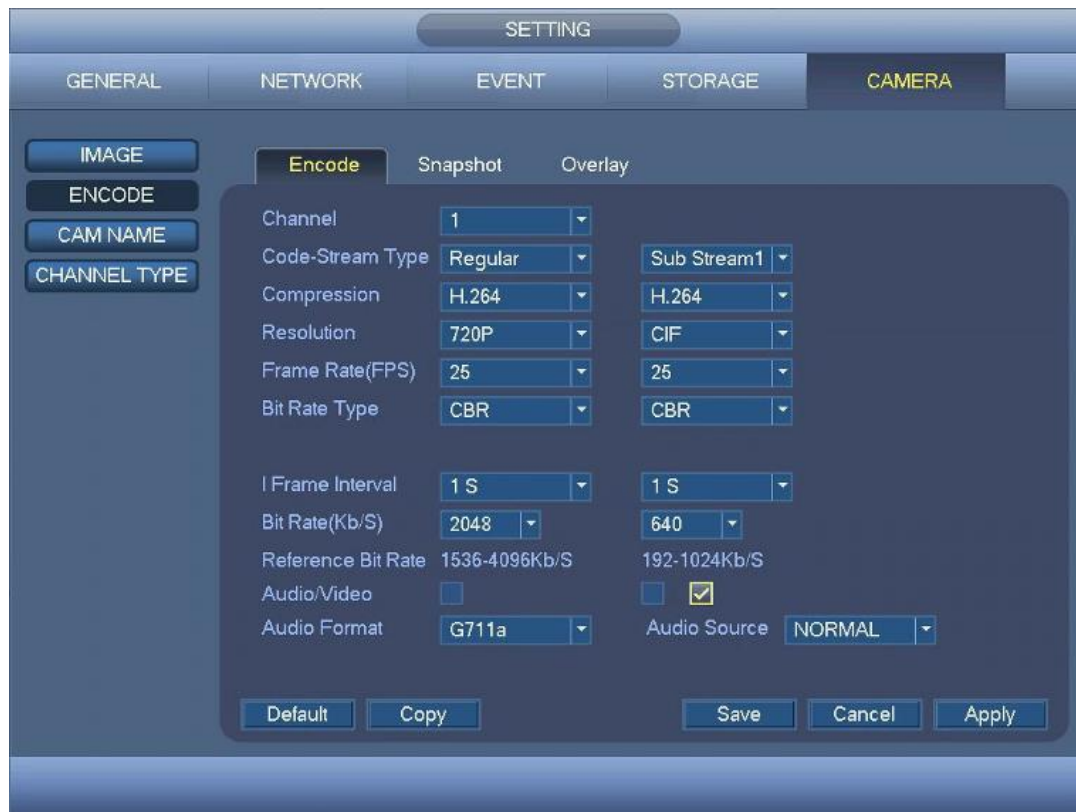 SETTING
GENERAL NETWORK EVENT STORAGE CAMERA
IMAGE
ENCODE
CAM NAME
CHANNEL TYPE
Encode Snapshot Overlay
Channel 1
Code-Stream Type Regular Sub Stream1
Compression H.264 H.264
Resolution 720P CIF
Frame Rate(FPS) 25 25
Bit Rate Type CBR CBR
I Frame Interval 1 S 1 S
Bit Rate(Kb/S) 2048 640
Reference Bit Rate 1536-4096Kb/S 192-1024Kb/S
Audio/Video
Audio Format G711a Audio Source NORMAL
Default Copy Save Cancel Apply